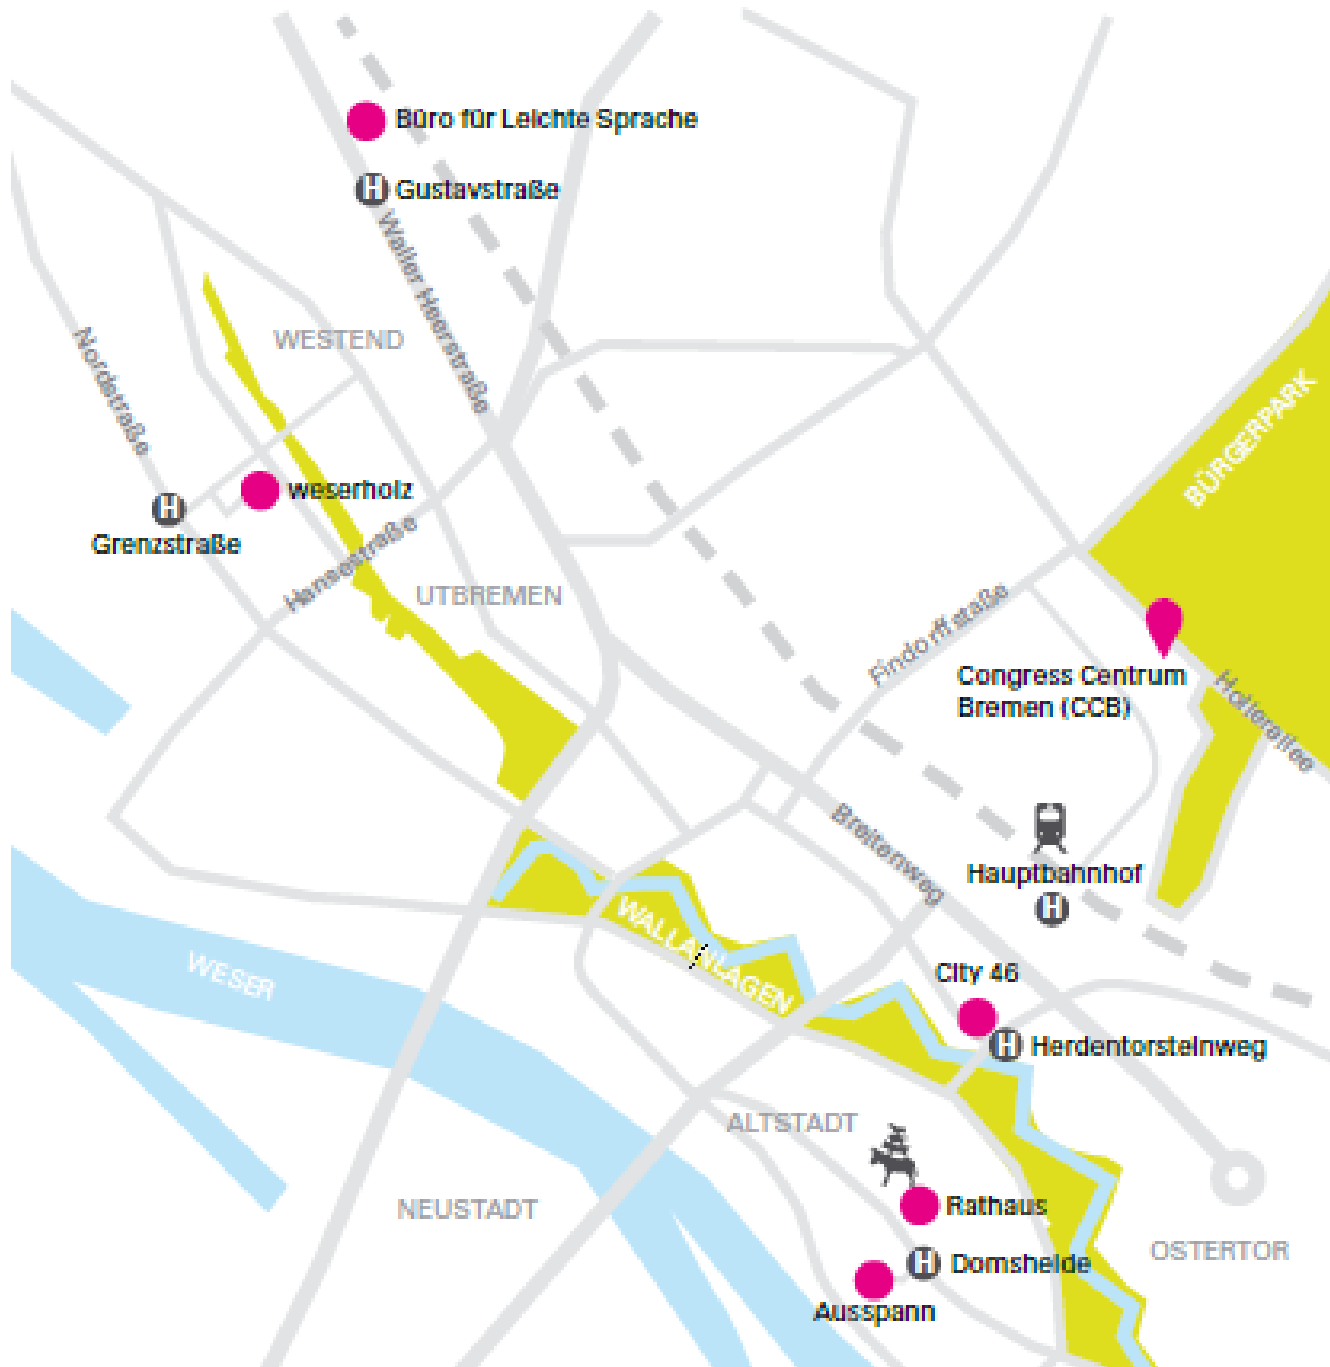 Büro für Leichte Sprache
H Gustavstraße
Waller Heerstraße
WESTEND
Nordstraße
BÜRGERPARK
weserholz
H
Grenzstraße
Hansestraße
UTBREMEN
Findorffstaße
Congress Centrum
Bremen (CCB)
Hollerallee
Breitenweg
Hauptbahnhof
H
WALLANLAGEN
WESER
City 46
H Herdentorsteinweg
ALTSTADT
NEUSTADT
Rathaus
OSTERTOR
H Domsheide
Ausspann